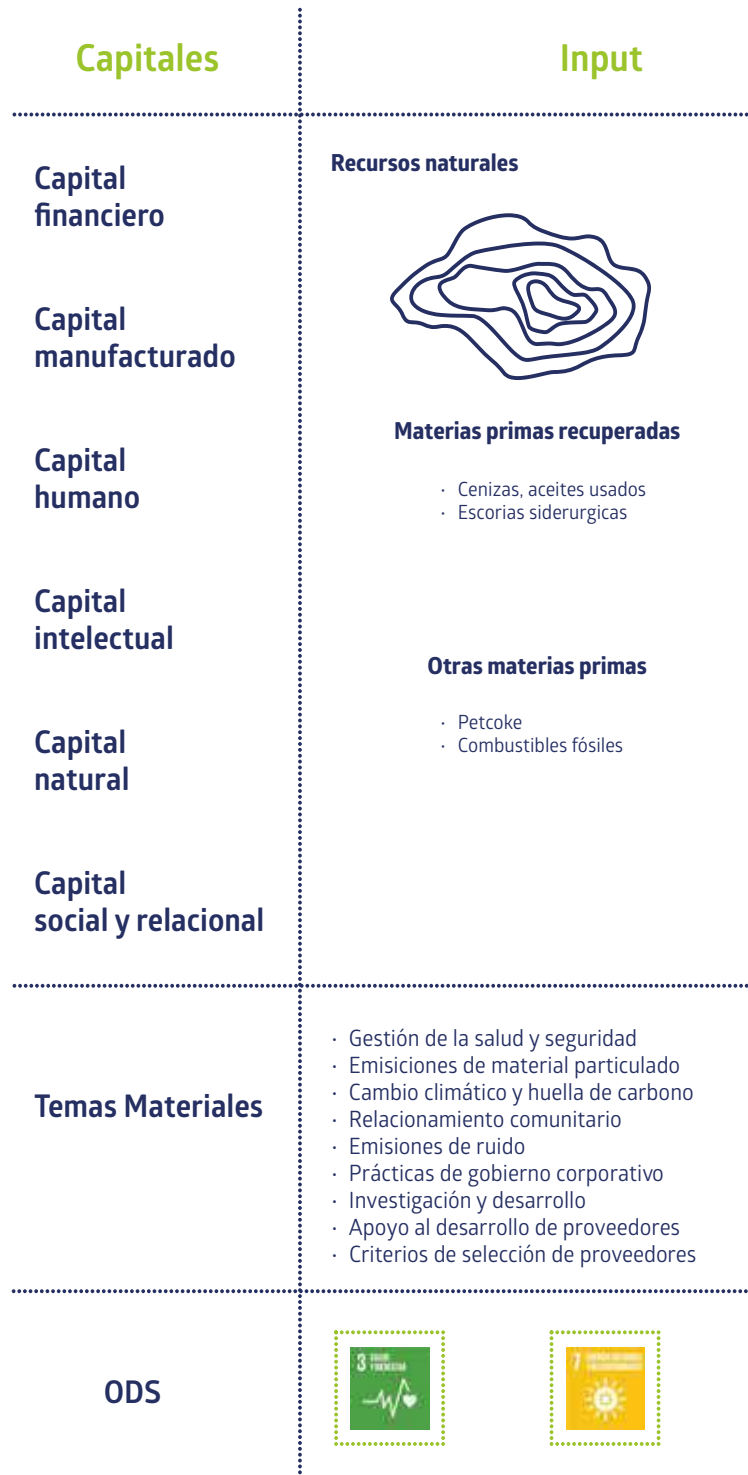 Capitales
Input
Capital
financiero
Capital
manufacturado
Capital
humano
Capital
intelectual
Capital
natural
Capital
social y relacional
Recursos naturales
Materias primas recuperadas
· Cenizas, aceites usados
· Escorias siderurgicas
Otras materias primas
· Petcoke
· Combustibles fósiles
Temas Materiales
· Gestión de la salud y seguridad
· Emisiciones de material particulado
· Cambio climático y huella de carbono
· Relacionamiento comunitario
· Emisiones de ruido
· Prácticas de gobierno corporativo
· Investigación y desarrollo
· Apoyo al desarrollo de proveedores
· Criterios de selección de proveedores
ODS
3
7